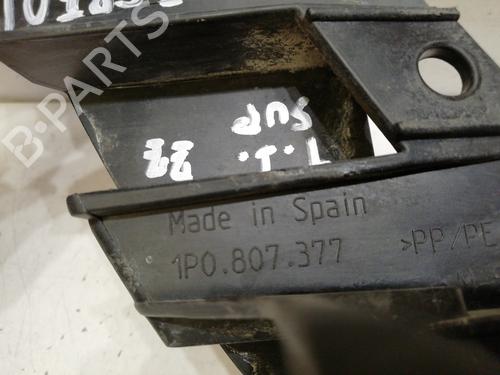 B-PARTS
SUP
T.J.
Made in Spain
1P0.807.377
>PP/PE